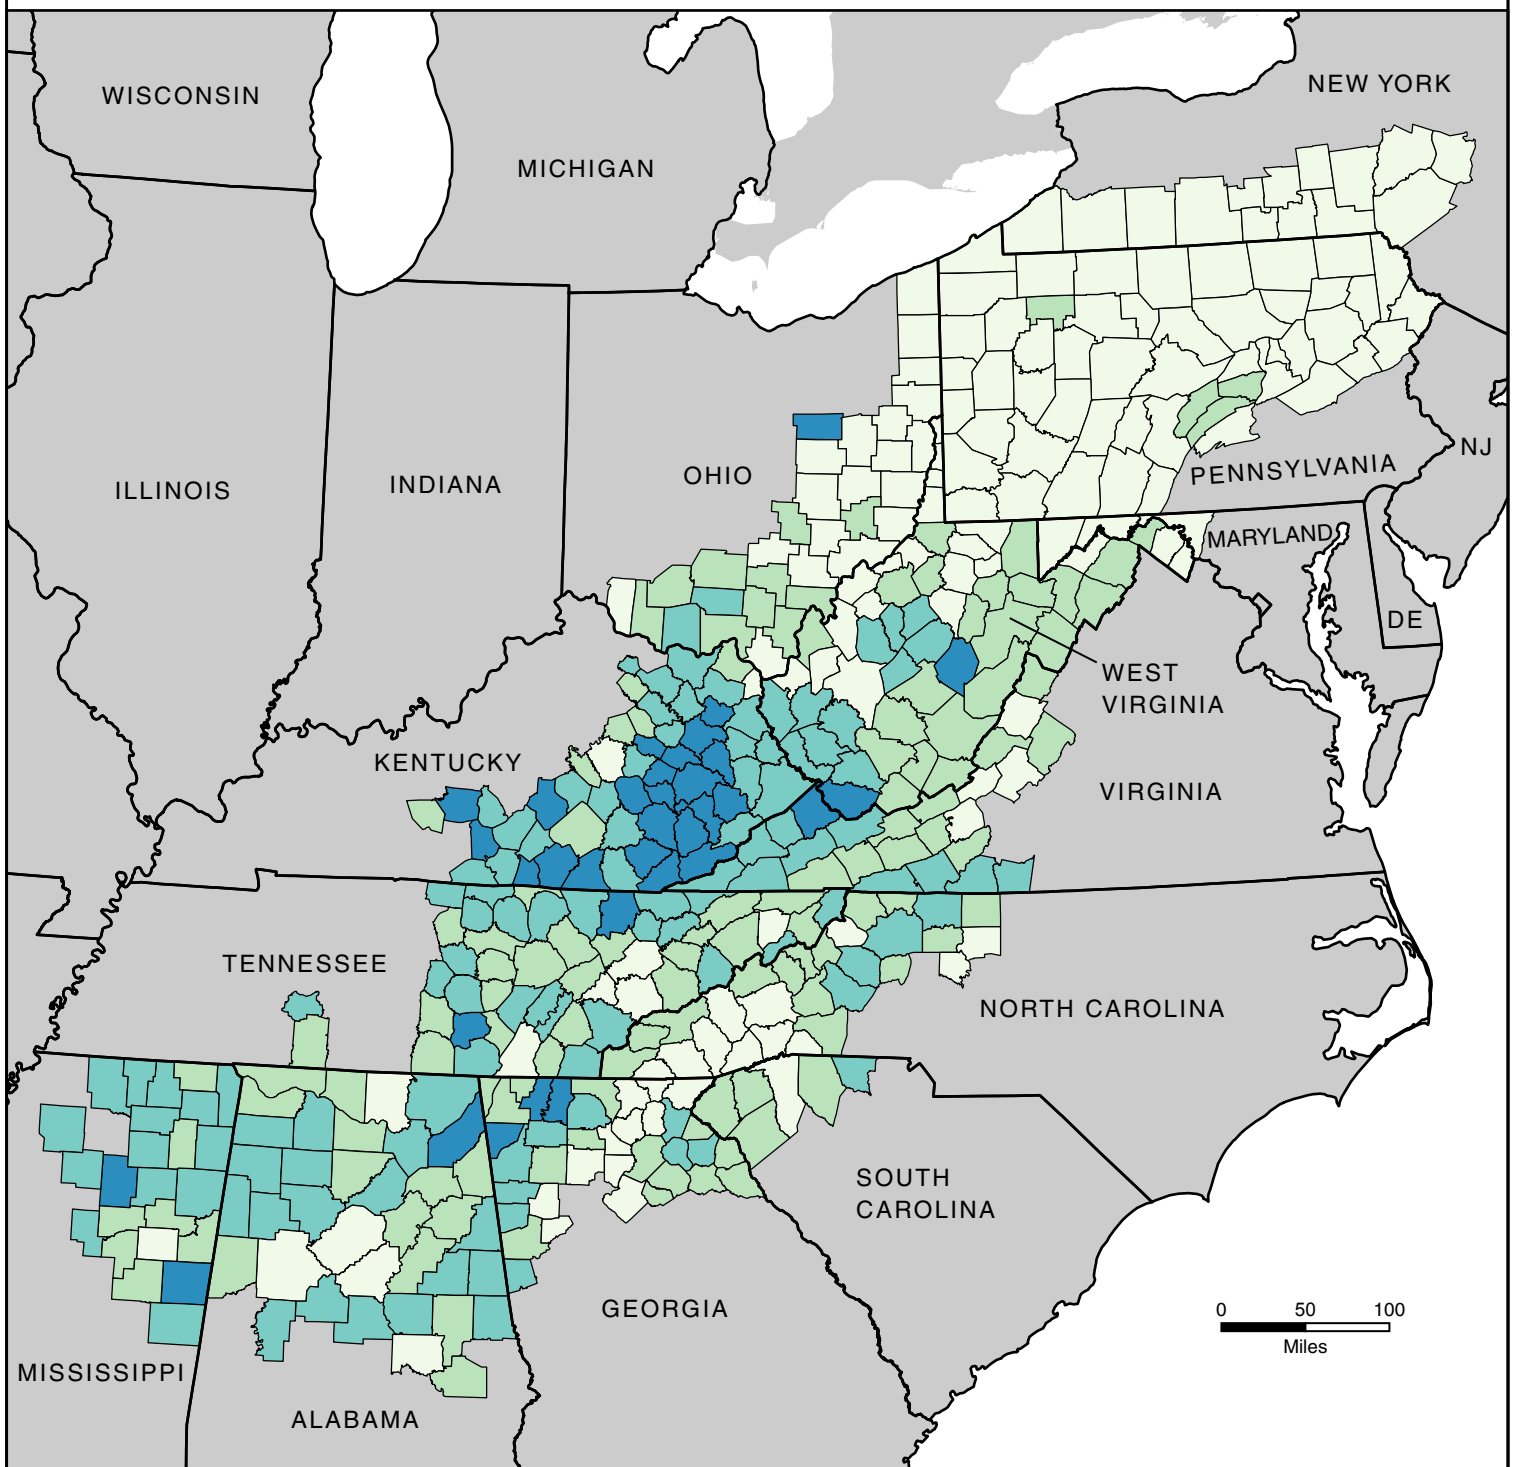 WISCONSIN
NEW YORK
MICHIGAN
ILLINOIS
INDIANA
OHIO
PENNSYLVANIA
NJ
MARYLAND
DE
WEST
VIRGINIA
KENTUCKY
VIRGINIA
TENNESSEE
NORTH CAROLINA
SOUTH
CAROLINA
GEORGIA
0 50 100
Miles
MISSISSIPPI
ALABAMA